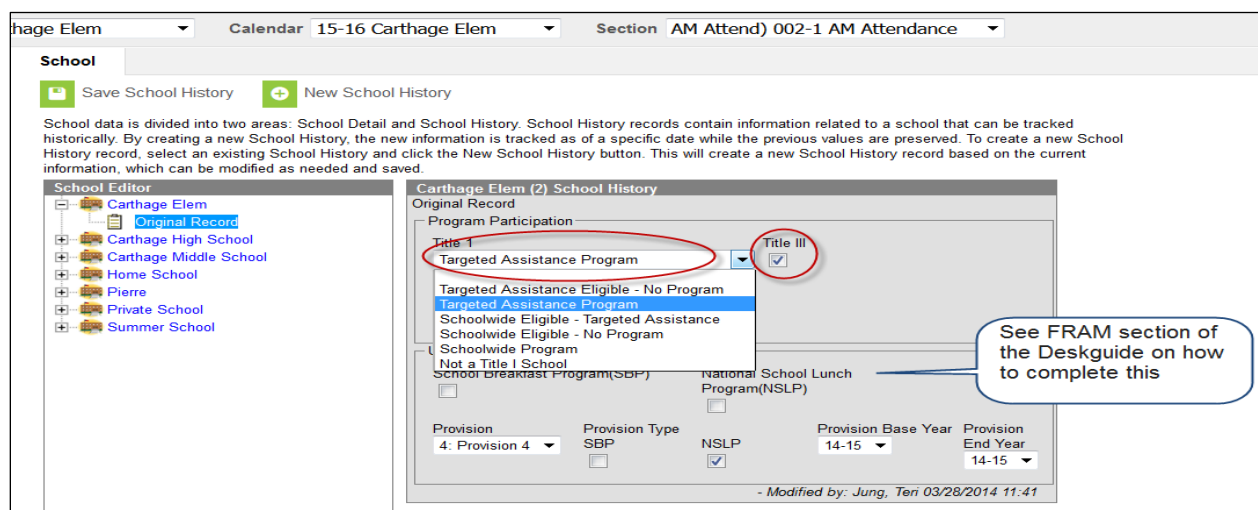 hage Elem Calendar 15-16 Carthage Elem Section AM Attend) 002-1 AM Attendance
School
Save School History New School History
School data is divided into two areas: School Detail and School History. School History records contain information related to a school that can be tracked
historically. By creating a new School History, the new information is tracked as of a specific date while the previous values are preserved. To create a new School
History record, select an existing School History and click the New School History button. This will create a new School History record based on the current
information, which can be modified as needed and saved.
School Editor
Carthage Elem
Original Record
Carthage High School
Carthage Middle School
Home School
Pierre
Private School
Summer School
Carthage Elem (2) School History
Original Record
Program Participation
Title 1 Title III
Targeted Assistance Program
Targeted Assistance Eligible - No Program
Targeted Assistance Program
Schoolwide Eligible - Targeted Assistance
Schoolwide Eligible - No Program
Schoolwide Program
Not a Title I School
School Breakfast Program(SBP) National School Lunch
Program(NSLP)
Provision Provision Type Provision Base Year Provision
4: Provision 4 SBP NSLP 14-15 End Year
14-15
- Modified by: Jung, Teri 03/28/2014 11:41
See FRAM section of
the Deskguide on how
to complete this